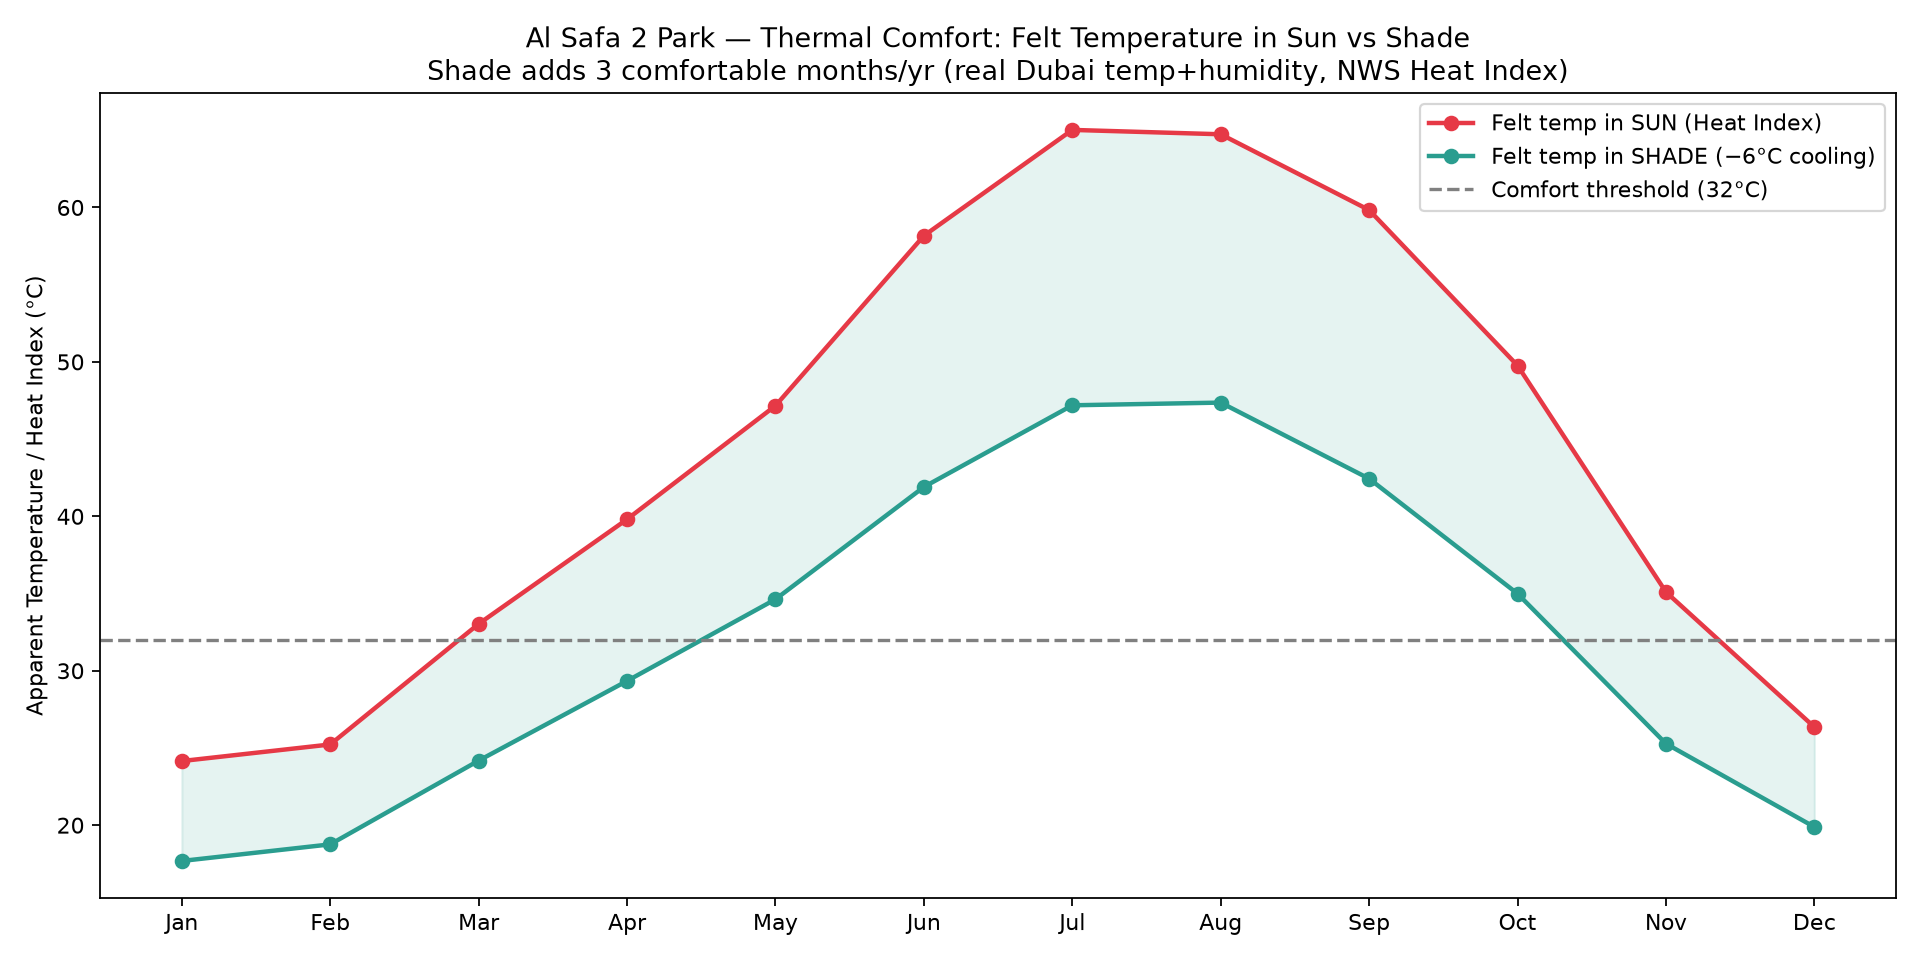 Al Safa 2 Park — Thermal Comfort: Felt Temperature in Sun vs Shade
Shade adds 3 comfortable months/yr (real Dubai temp+humidity, NWS Heat Index)
Felt temp in SUN (Heat Index)
Felt temp in SHADE (−6°C cooling)
Comfort threshold (32°C)
Apparent Temperature / Heat Index (°C)
60
50
40
30
20
Jan Feb Mar Apr May Jun Jul Aug Sep Oct Nov Dec